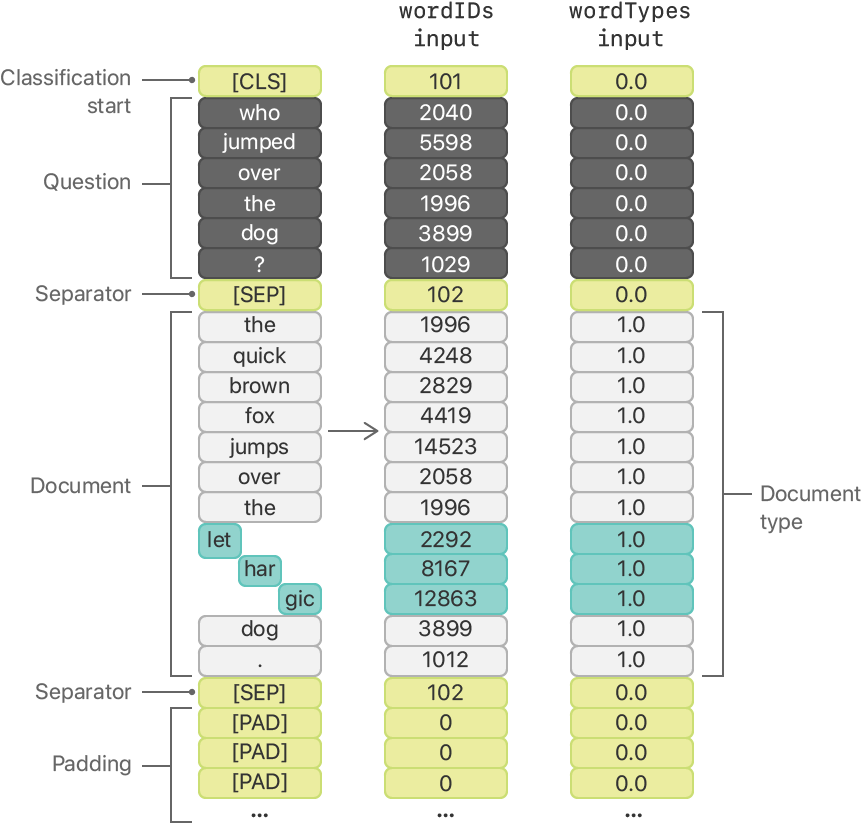 wordIDs wordTypes
input input
Classification [CLS] 101 0.0
start
who 2040 0.0
jumped 5598 0.0
Question over 2058 0.0
the 1996 0.0
dog 3899 0.0
? 1029 0.0
Separator [SEP] 102 0.0
the 1996 1.0
quick 4248 1.0
brown 2829 1.0
fox 4419 1.0
jumps 14523 1.0
Document over 2058 1.0 Document
type
the 1996 1.0
let 2292 1.0
har 8167 1.0
gic 12863 1.0
dog 3899 1.0
. 1012 1.0
Separator [SEP] 102 0.0
[PAD] 0 0.0
Padding [PAD] 0 0.0
[PAD] 0 0.0
... ... ...